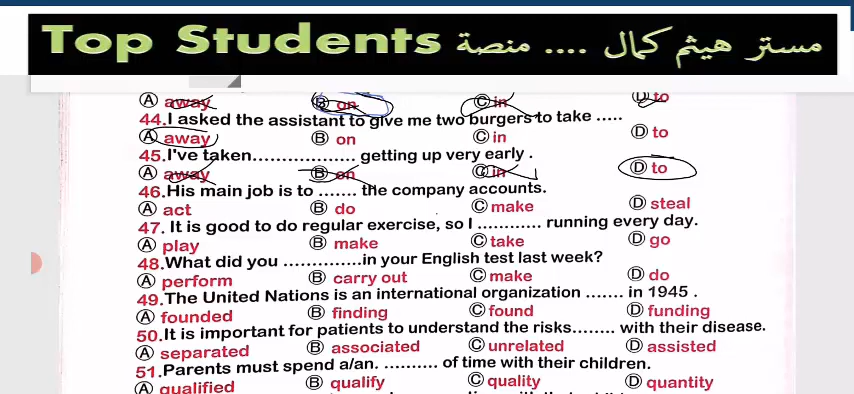 Top Students مستر هيثم كمال .... منصة
Ⓐ away Ⓑ on Ⓒ in Ⓓ to
44.I asked the assistant to give me two burgers to take .....
Ⓐ away Ⓑ on Ⓒ in Ⓓ to
45.I've taken.................. getting up very early .
Ⓐ away Ⓑ on Ⓒ in Ⓓ to
46.His main job is to ....... the company accounts.
Ⓐ act Ⓑ do Ⓒ make Ⓓ steal
47. It is good to do regular exercise, so I ............ running every day.
Ⓐ play Ⓑ make Ⓒ take Ⓓ go
48.What did you ..............in your English test last week?
Ⓐ perform Ⓑ carry out Ⓒ make Ⓓ do
49.The United Nations is an international organization ....... in 1945 .
Ⓐ founded Ⓑ finding Ⓒ found Ⓓ funding
50.It is important for patients to understand the risks........ with their disease.
Ⓐ separated Ⓑ associated Ⓒ unrelated Ⓓ assisted
51.Parents must spend a/an. .......... of time with their children.
Ⓐ qualified Ⓑ qualify Ⓒ quality Ⓓ quantity